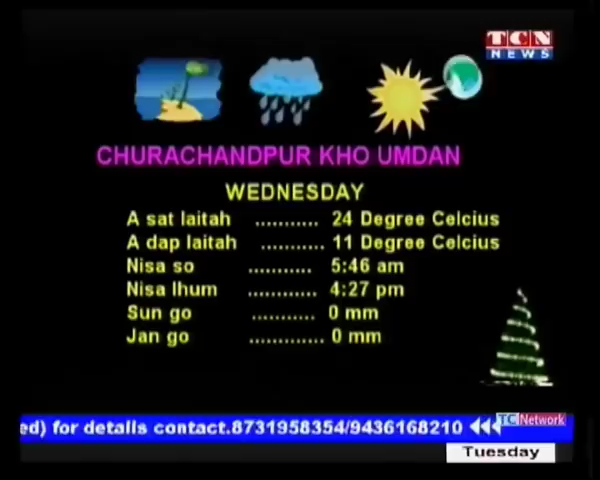 TCN
NEWS
CHURACHANDPUR KHO UMDAN
WEDNESDAY
A sat laitah ........... 24 Degree Celcius
A dap laitah ........... 11 Degree Celcius
Nisa so ........... 5:46 am
Nisa lhum ............ 4:27 pm
Sun go ........... 0 mm
Jan go ............. 0 mm
ed) for details contact.8731958354/9436168210
TC Network
Tuesday